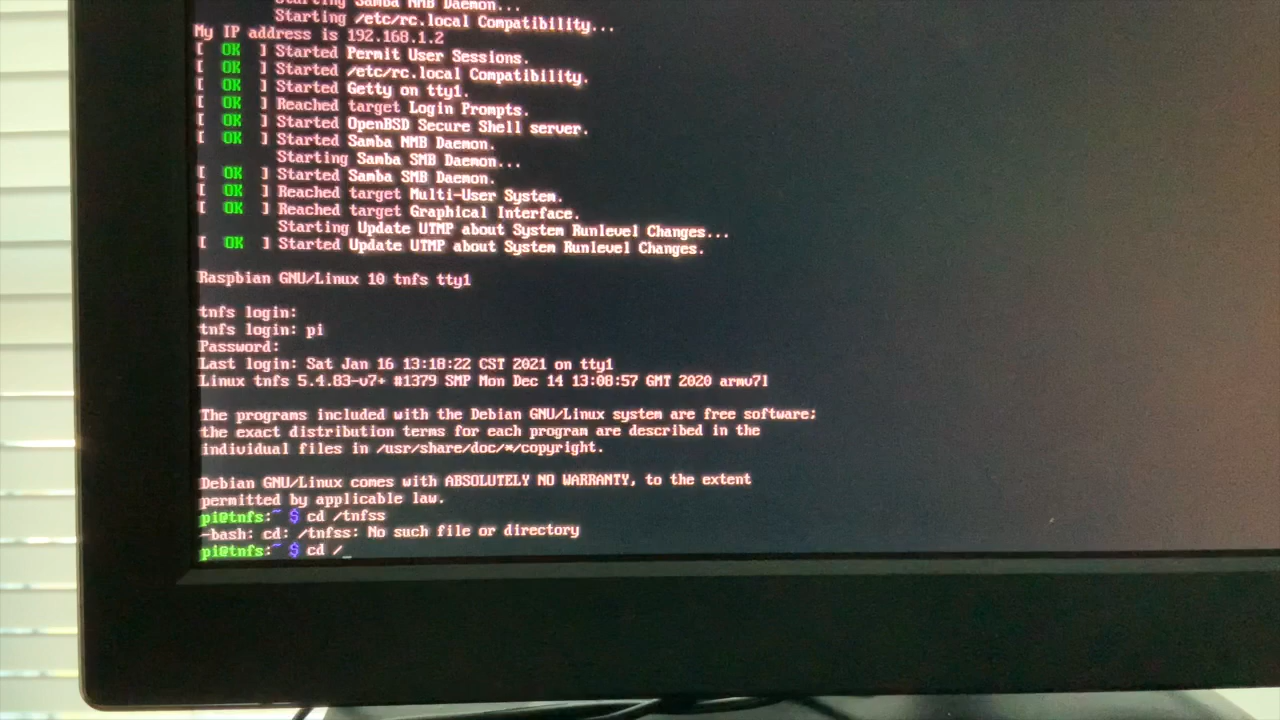 Starting Samba NMB Daemon...
Starting /etc/rc.local Compatibility...
My IP address is 192.168.1.2
[  OK  ] Started Permit User Sessions.
[  OK  ] Started /etc/rc.local Compatibility.
[  OK  ] Started Getty on tty1.
[  OK  ] Reached target Login Prompts.
[  OK  ] Started OpenBSD Secure Shell server.
[  OK  ] Started Samba NMB Daemon.
Starting Samba SMB Daemon...
[  OK  ] Started Samba SMB Daemon.
[  OK  ] Reached target Multi-User System.
[  OK  ] Reached target Graphical Interface.
Starting Update UTMP about System Runlevel Changes...
[  OK  ] Started Update UTMP about System Runlevel Changes.
Raspbian GNU/Linux 10 tnfs tty1
tnfs login:
tnfs login: pi
Password:
Last login: Sat Jan 16 13:18:22 CST 2021 on tty1
Linux tnfs 5.4.83-v7+ #1379 SMP Mon Dec 14 13:08:57 GMT 2020 armv7l
The programs included with the Debian GNU/Linux system are free software;
the exact distribution terms for each program are described in the
individual files in /usr/share/doc/*/copyright.
Debian GNU/Linux comes with ABSOLUTELY NO WARRANTY, to the extent
permitted by applicable law.
pi@tnfs:~ $ cd /tnfss
-bash: cd: /tnfss: No such file or directory
pi@tnfs:~ $ cd /_